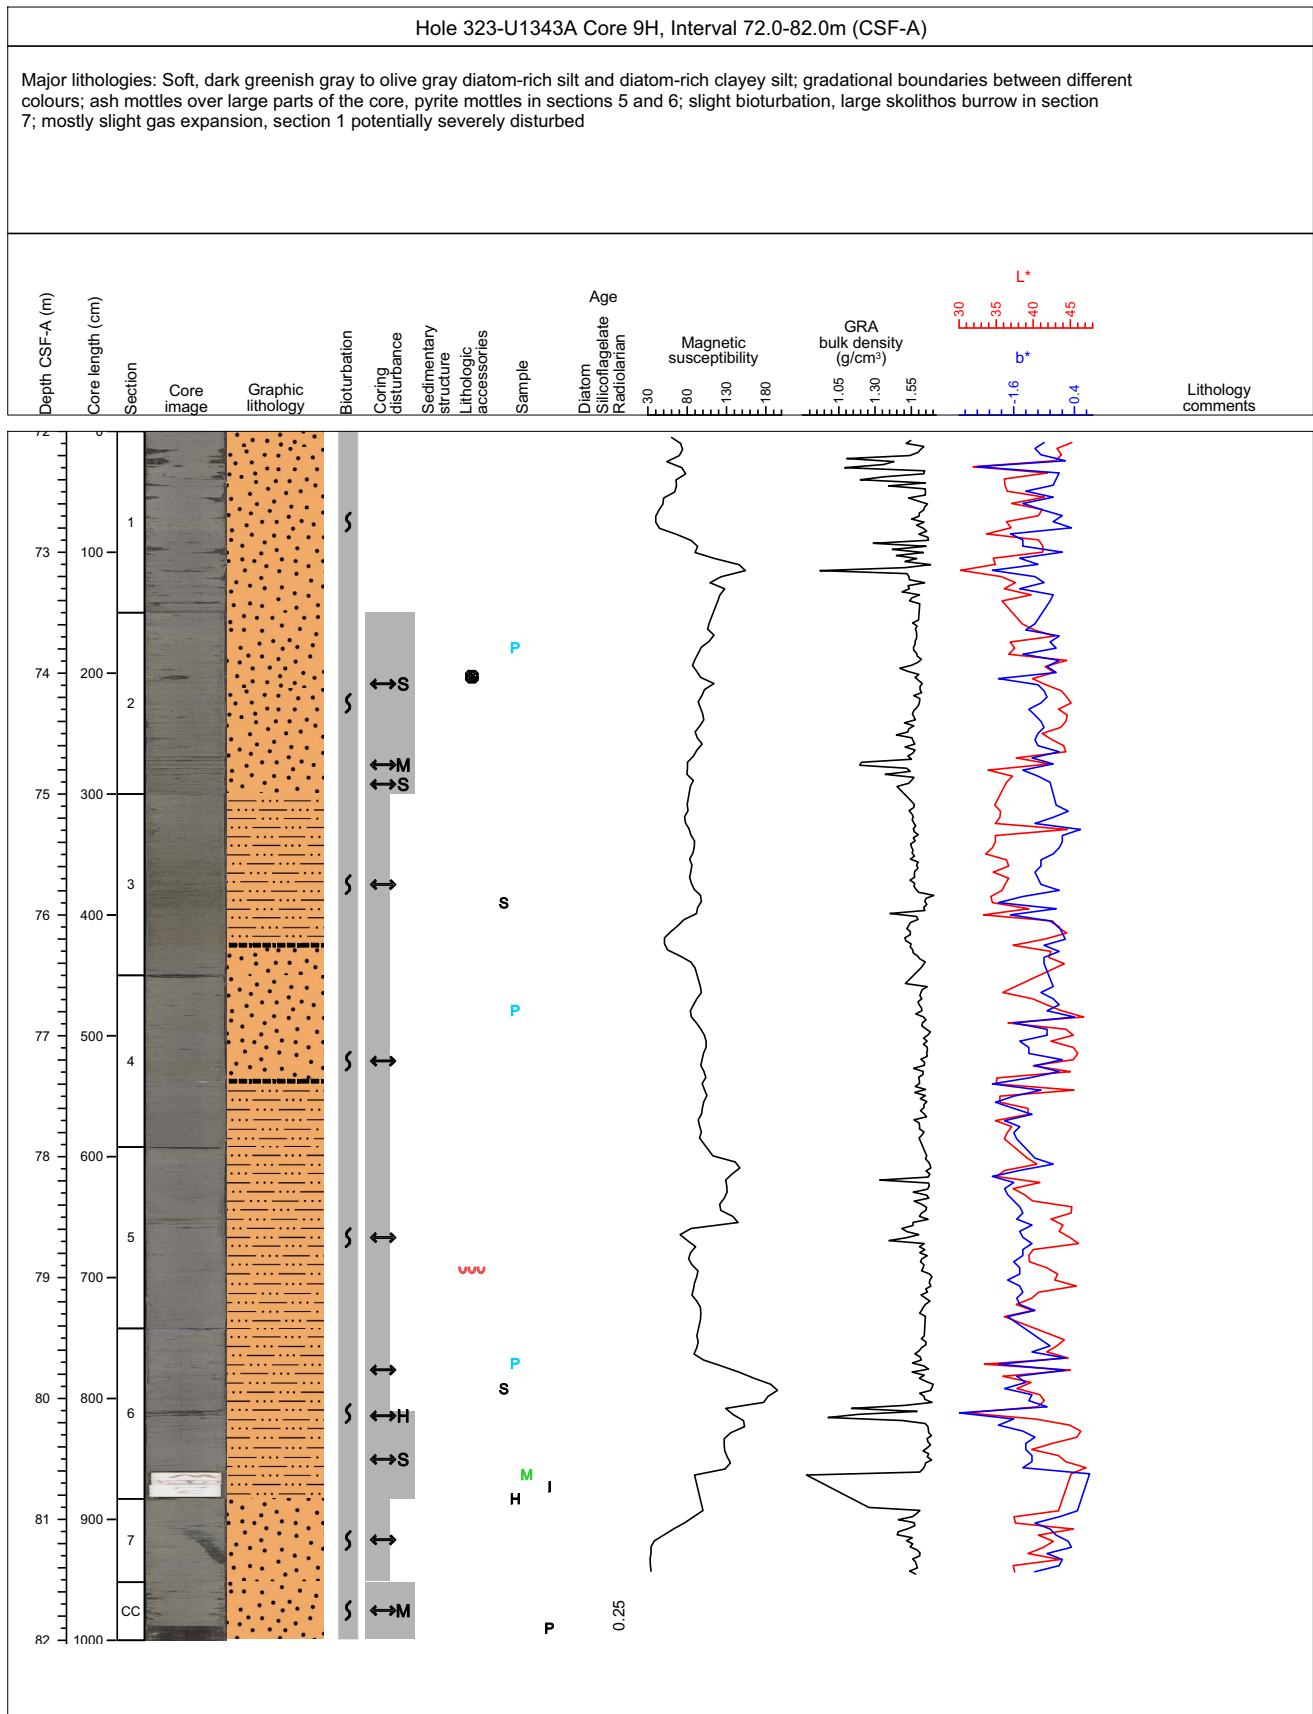 Hole 323-U1343A Core 9H, Interval 72.0-82.0m (CSF-A)
Major lithologies: Soft, dark greenish gray to olive gray diatom-rich silt and diatom-rich clayey silt; gradational boundaries between different
colours; ash mottles over large parts of the core, pyrite mottles in sections 5 and 6; slight bioturbation, large skolithos burrow in section
7; mostly slight gas expansion, section 1 potentially severely disturbed
Depth CSF-A (m)
Core length (cm)
Section
Core
image
Graphic
lithology
Bioturbation
Coring
disturbance
Sedimentary
structure
Lithologic
accessories
Sample
Age
Diatom
Silicoflagelate
Radiolarian
Magnetic
susceptibility
30 80 130 180
GRA
bulk density
(g/cm³)
1.05 1.30 1.55
L*
30 35 40 45
b*
-1.6 0.4
Lithology
comments
72 0
1
73 100
P
74 200
S
2
M
S
75 300
3
S
76 400
P
77 500
4
78 600
5
79 700
P
S
80 800
6
H
S
M
I
H
81 900
7
CC
M
0.25
P
82 1000